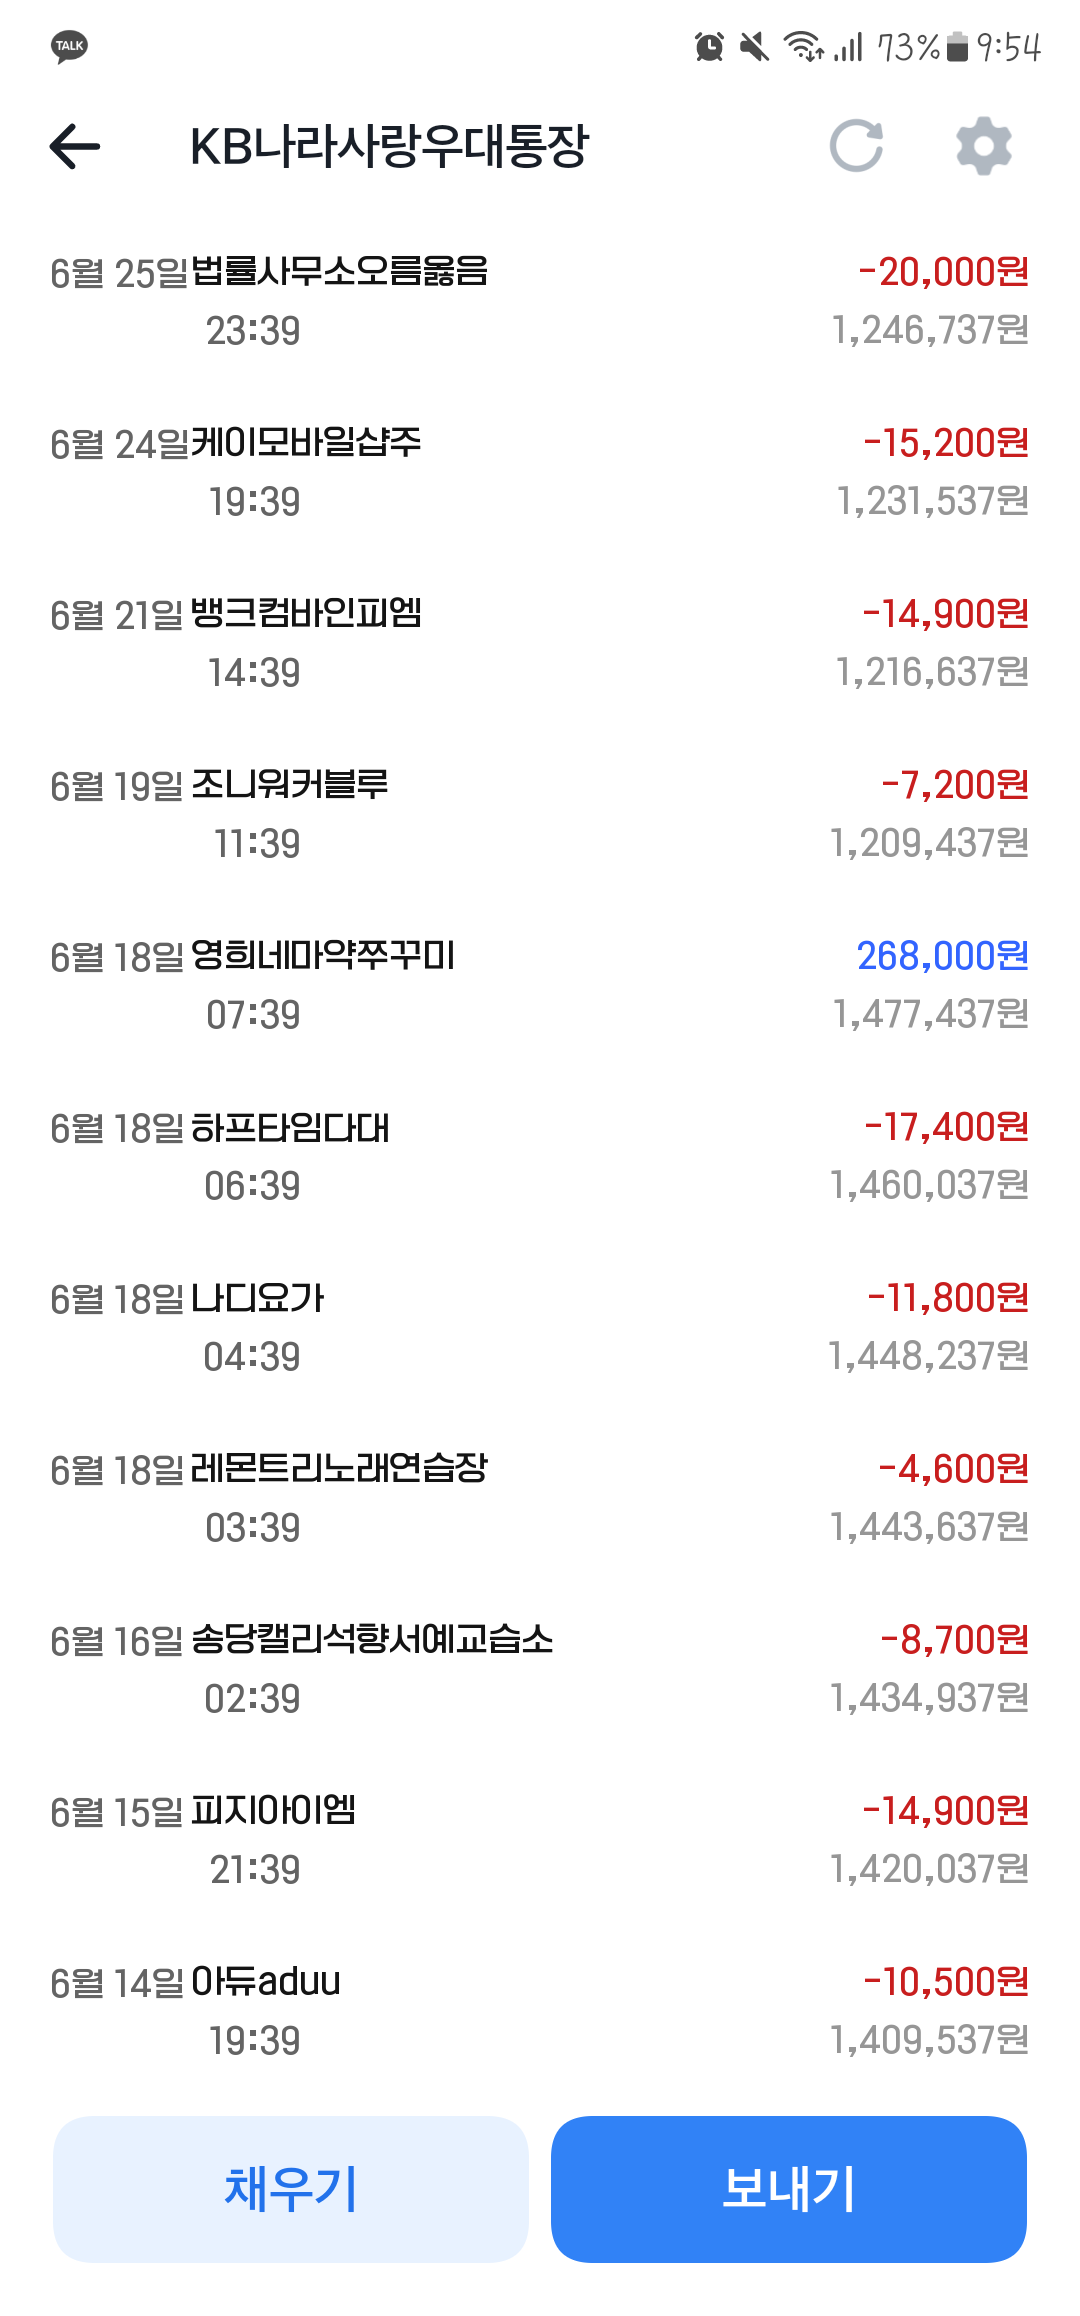 TALK 73% 9:54
KB나라사랑우대통장
6월 25일 법률사무소오름옳음 -20,000원
23:39 1,246,737원
6월 24일 케이모바일샵주 -15,200원
19:39 1,231,537원
6월 21일 뱅크컴바인피엠 -14,900원
14:39 1,216,637원
6월 19일 조니워커블루 -7,200원
11:39 1,209,437원
6월 18일 영희네마약쭈꾸미 268,000원
07:39 1,477,437원
6월 18일 하프타임다대 -17,400원
06:39 1,460,037원
6월 18일 나디요가 -11,800원
04:39 1,448,237원
6월 18일 레몬트리노래연습장 -4,600원
03:39 1,443,637원
6월 16일 송당캘리석향서예교습소 -8,700원
02:39 1,434,937원
6월 15일 피지아이엠 -14,900원
21:39 1,420,037원
6월 14일 아듀aduu -10,500원
19:39 1,409,537원
채우기 보내기